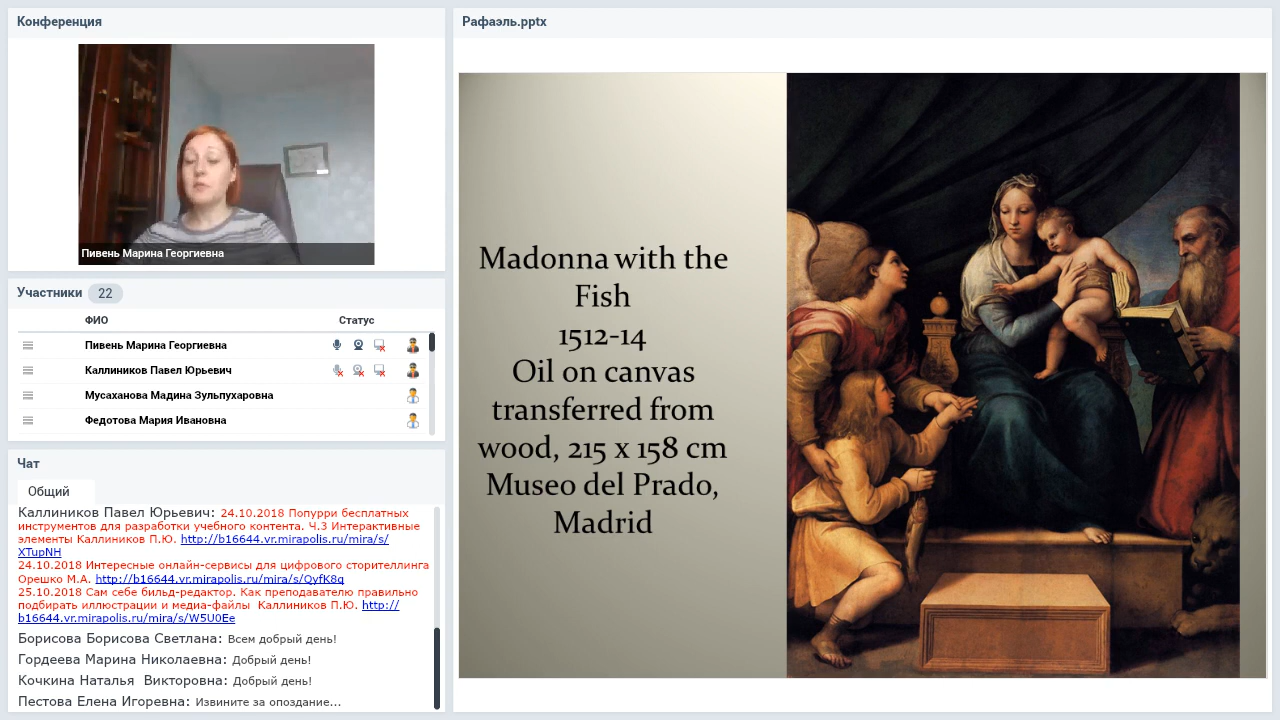 Конференция
Пивень Марина Георгиевна
Участники 22
ФИО Статус
Пивень Марина Георгиевна
Каллиников Павел Юрьевич
Мусаханова Мадина Зульпухаровна
Федотова Мария Ивановна
Чат
Общий
Каллиников Павел Юрьевич: 24.10.2018 Попурри бесплатных
инструментов для разработки учебного контента. Ч.3 Интерактивные
элементы Каллиников П.Ю. http://b16644.vr.mirapolis.ru/mira/s/
XTupNH
24.10.2018 Интересные онлайн-сервисы для цифрового сторителлинга
Орешко М.А. http://b16644.vr.mirapolis.ru/mira/s/QyfK8q
25.10.2018 Сам себе бильд-редактор. Как преподавателю правильно
подбирать иллюстрации и медиа-файлы Каллиников П.Ю. http://
b16644.vr.mirapolis.ru/mira/s/W5U0Ee
Борисова Борисова Светлана: Всем добрый день!
Гордеева Марина Николаевна: Добрый день!
Кочкина Наталья Викторовна: Добрый день!
Пестова Елена Игоревна: Извините за опоздание...
Рафаэль.pptx
Madonna with the
Fish
1512-14
Oil on canvas
transferred from
wood, 215 x 158 cm
Museo del Prado,
Madrid